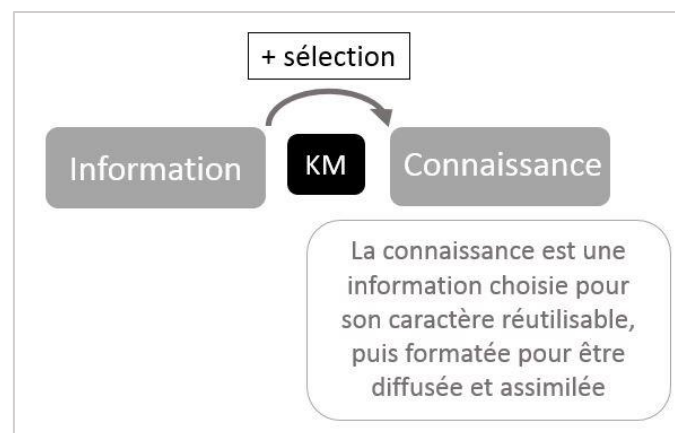 + sélection
Information
KM
Connaissance
La connaissance est une
information choisie pour
son caractère réutilisable,
puis formatée pour être
diffusée et assimilée